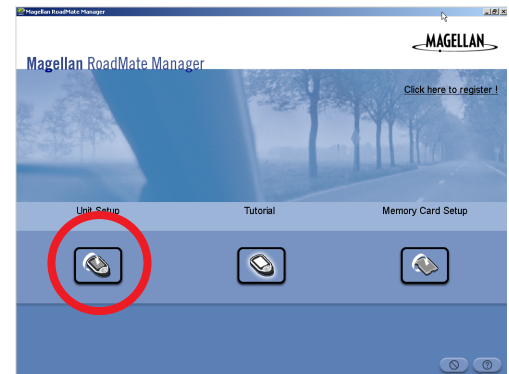 Magellan RoadMate Manager
MAGELLAN
Magellan RoadMate Manager
Click here to register !
Unit Setup
Tutorial
Memory Card Setup